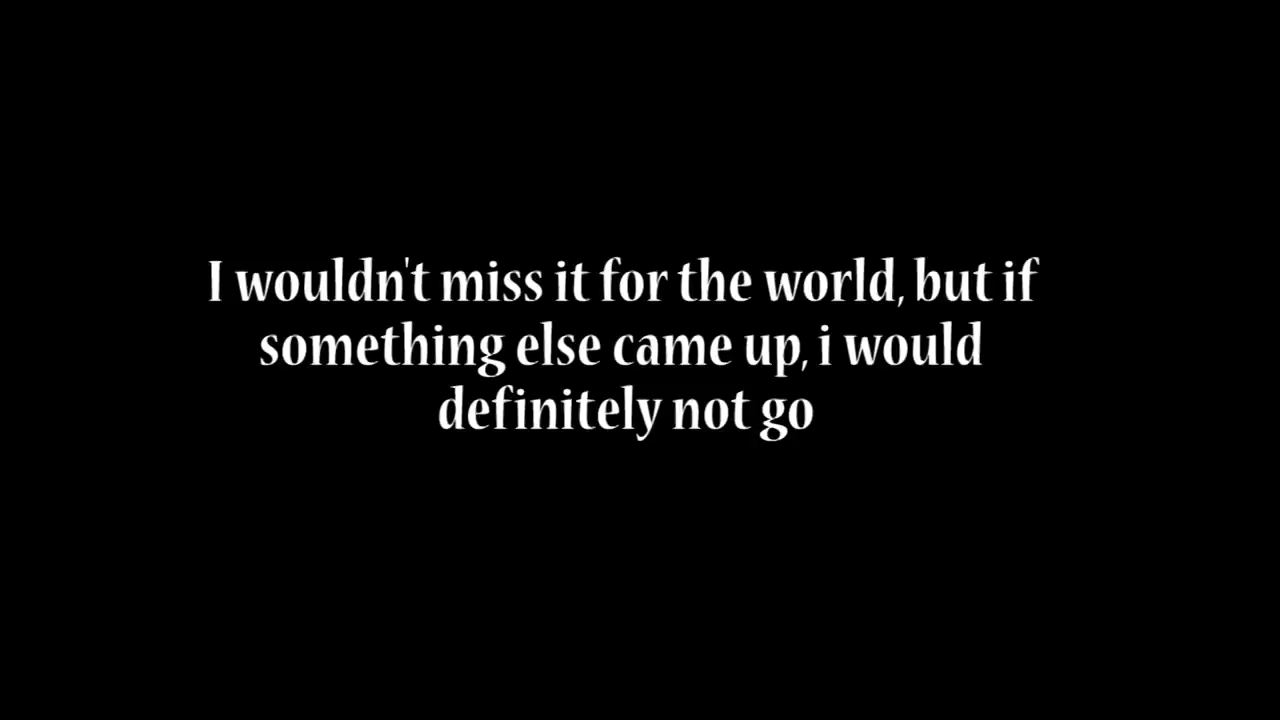 I wouldn't miss it for the world, but if
something else came up, i would
definitely not go